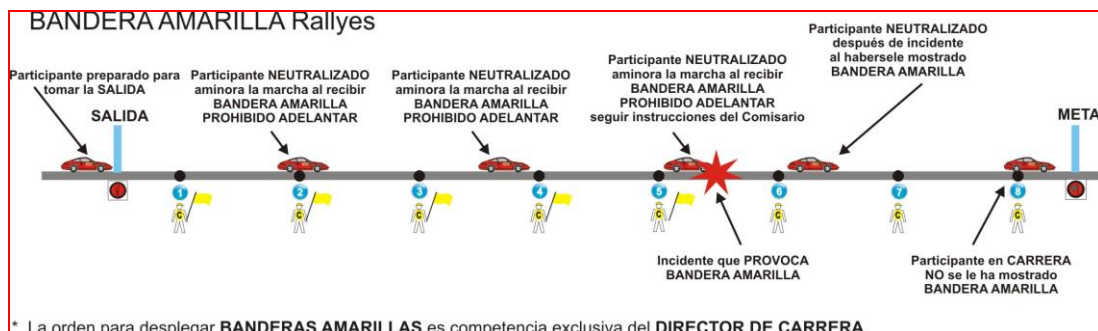 BANDERA AMARILLA Rallyes
Participante preparado para
tomar la SALIDA
SALIDA
Participante NEUTRALIZADO
aminora la marcha al recibir
BANDERA AMARILLA
PROHIBIDO ADELANTAR
Participante NEUTRALIZADO
aminora la marcha al recibir
BANDERA AMARILLA
PROHIBIDO ADELANTAR
Participante NEUTRALIZADO
aminora la marcha al recibir
BANDERA AMARILLA
PROHIBIDO ADELANTAR
seguir instrucciones del Comisario
Participante NEUTRALIZADO
después de incidente
al habersele mostrado
BANDERA AMARILLA
META
1
2
3
4
5
6
7
8
C
C
C
C
C
C
C
C
Incidente que PROVOCA
BANDERA AMARILLA
Participante en CARRERA
NO se le ha mostrado
BANDERA AMARILLA
* La orden para desplegar BANDERAS AMARILLAS es competencia exclusiva del DIRECTOR DE CARRERA